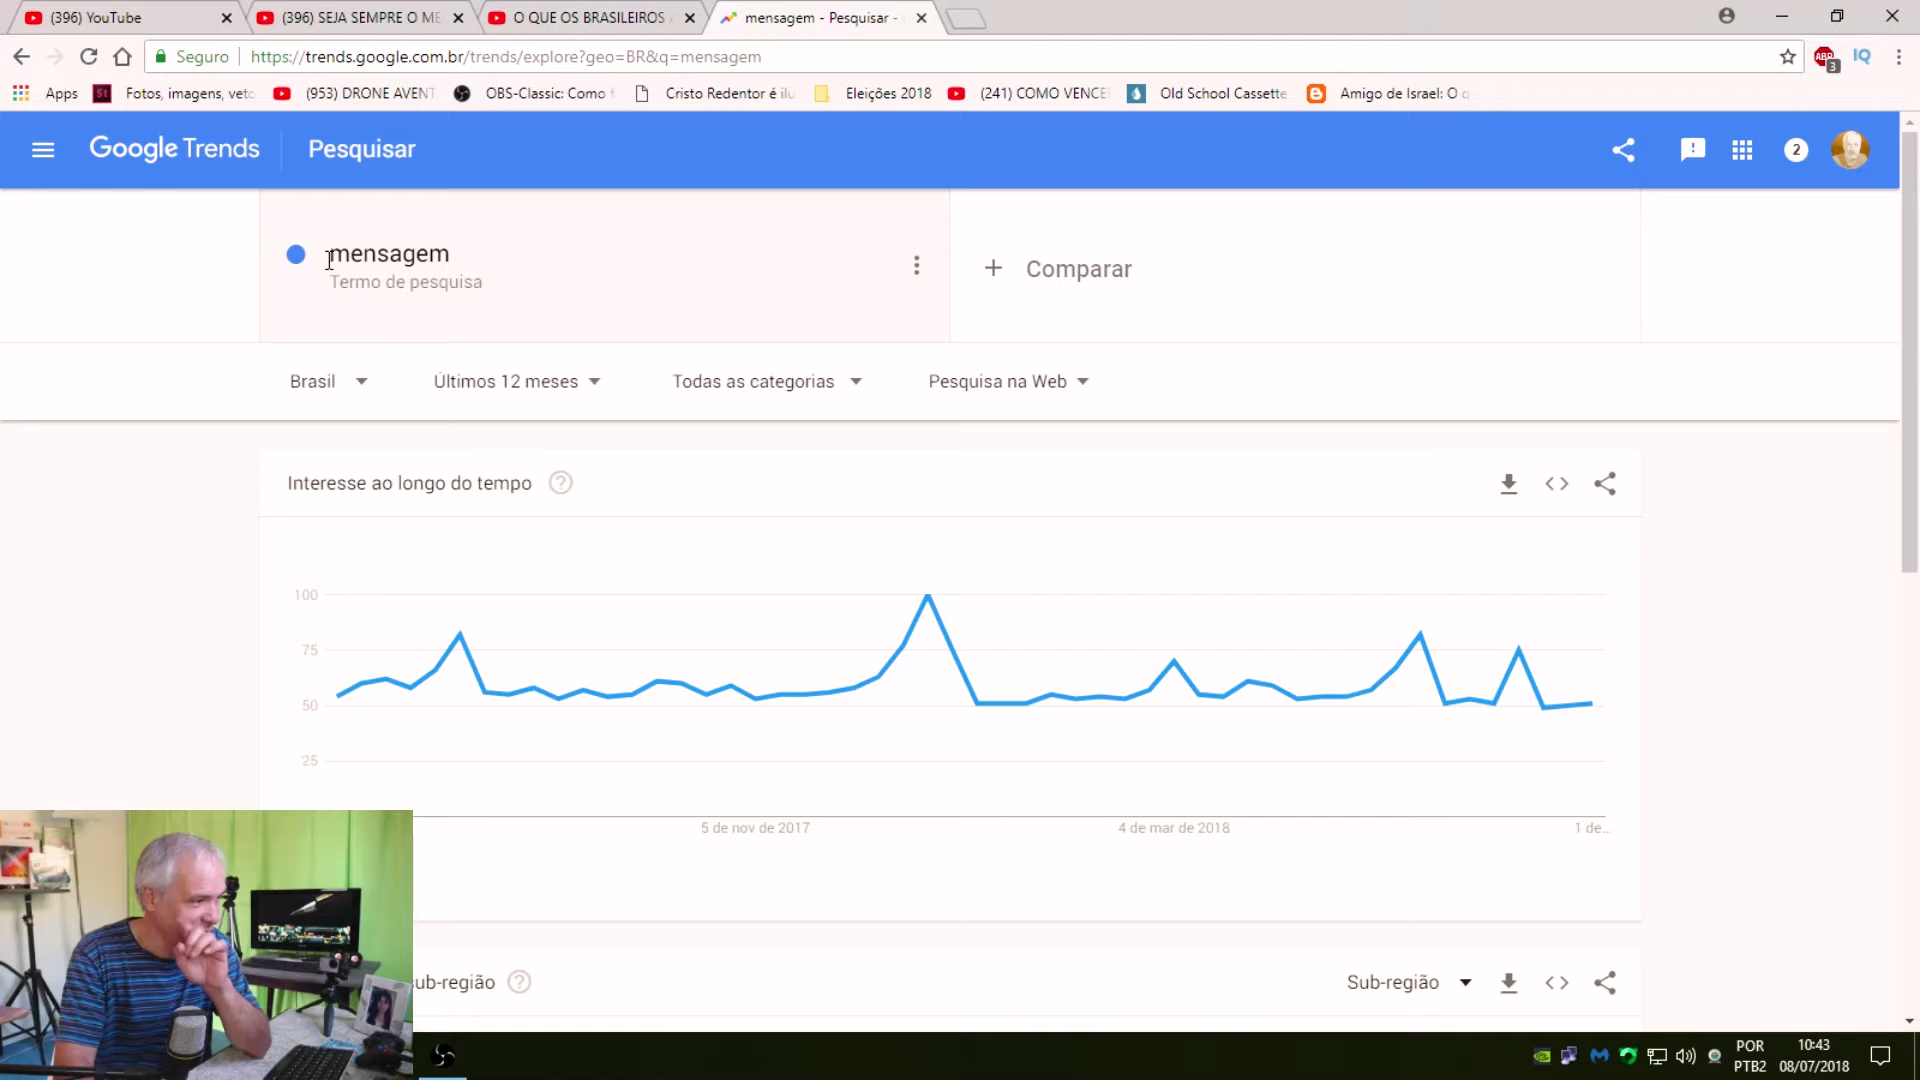 (396) YouTube
(396) SEJA SEMPRE O ME
O QUE OS BRASILEIROS A
mensagem - Pesquisar -
Seguro
https://trends.google.com.br/trends/explore?geo=BR&q=mensagem
ABP
3
IQ
Apps
St
Fotos, imagens, veto
(953) DRONE AVENT
OBS-Classic: Como f
Cristo Redentor é ilu
Eleições 2018
(241) COMO VENCE
Old School Cassette
Amigo de Israel: O q
Google Trends
Pesquisar
2
mensagem
Termo de pesquisa
+ Comparar
Brasil
Últimos 12 meses
Todas as categorias
Pesquisa na Web
Interesse ao longo do tempo
?
100
75
50
25
5 de nov de 2017
4 de mar de 2018
1 de...
ub-região
?
Sub-região
POR
PTB2
10:43
08/07/2018